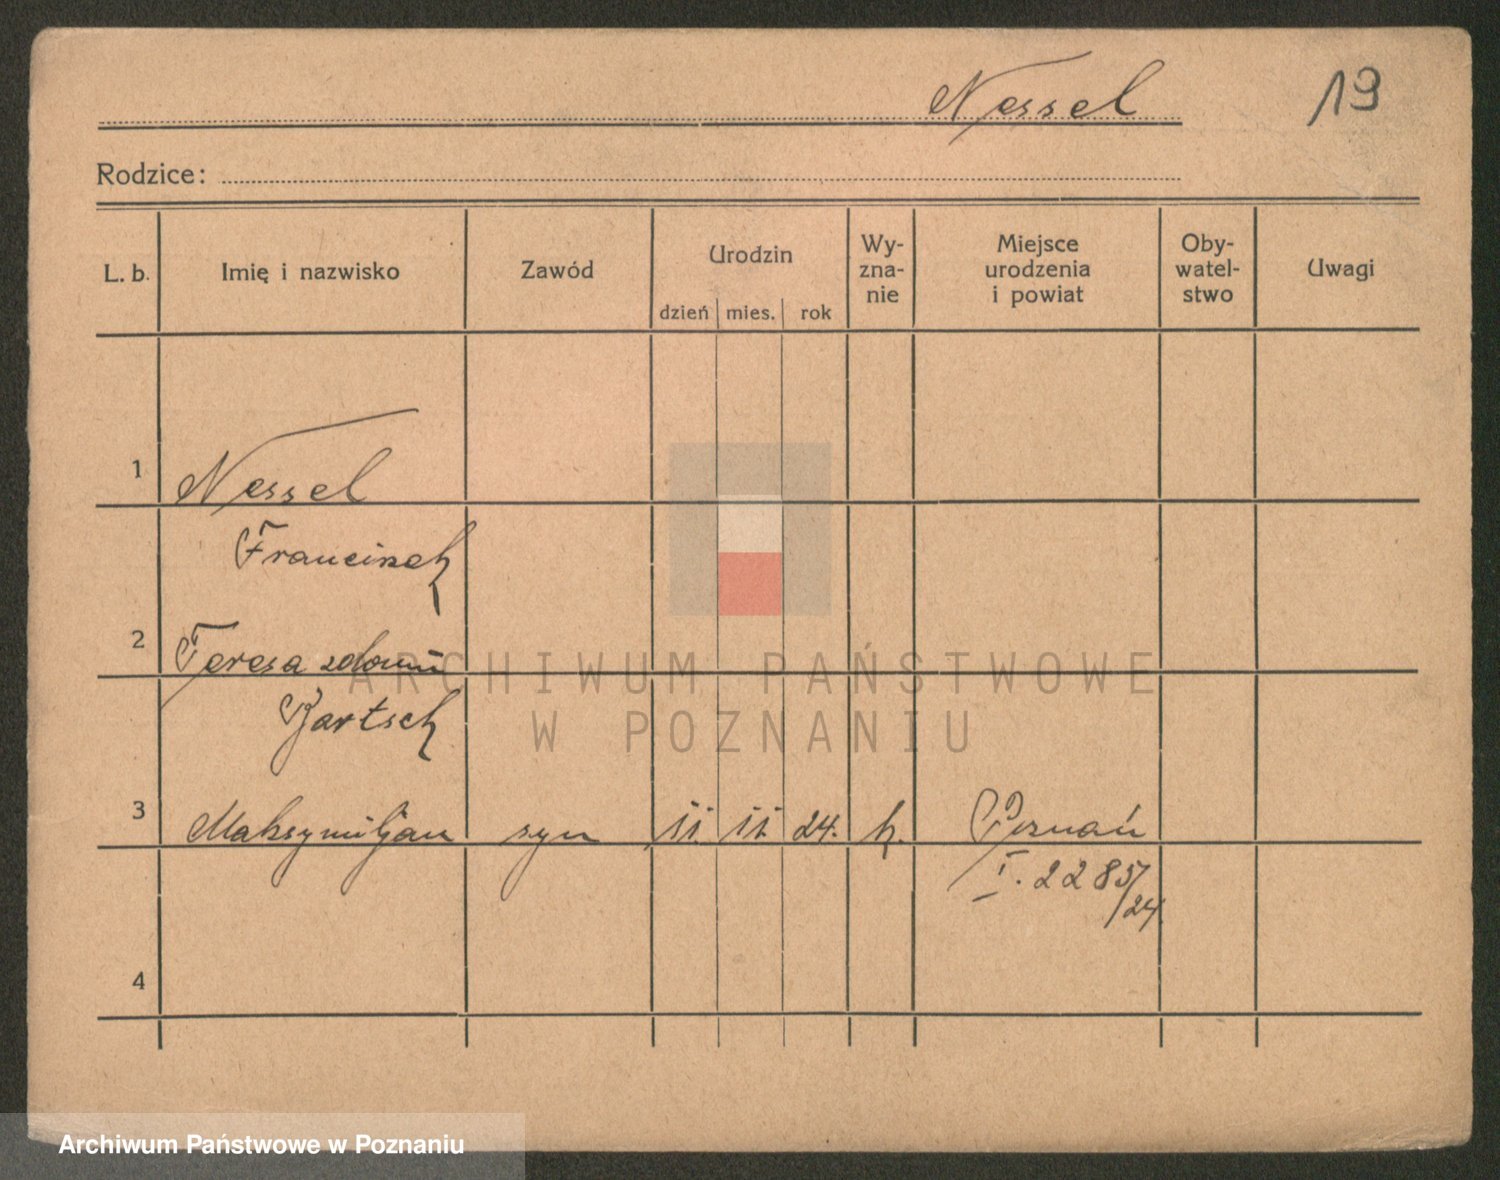 Nessel 19
Rodzice:
L. b. Imię i nazwisko Zawód Urodzin dzień mies. rok Wy-zna-nie Miejsce urodzenia i powiat Oby-watel-stwo Uwagi
1 Nessel
Franciszek
2 Teresa zdomu
Bartsch
3 Maksymiljan syn 11. 11. 24. k. Poznań
I. 2285/24
4
ARCHIWUM PAŃSTWOWE
W POZNANIU
Archiwum Państwowe w Poznaniu